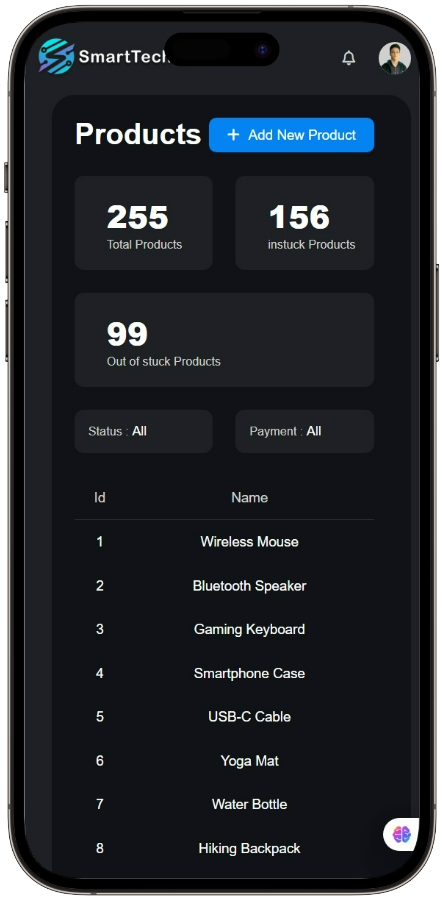 SmartTech
Products
+ Add New Product
255
Total Products
156
instuck Products
99
Out of stuck Products
Status : All
Payment : All
Id Name
1 Wireless Mouse
2 Bluetooth Speaker
3 Gaming Keyboard
4 Smartphone Case
5 USB-C Cable
6 Yoga Mat
7 Water Bottle
8 Hiking Backpack